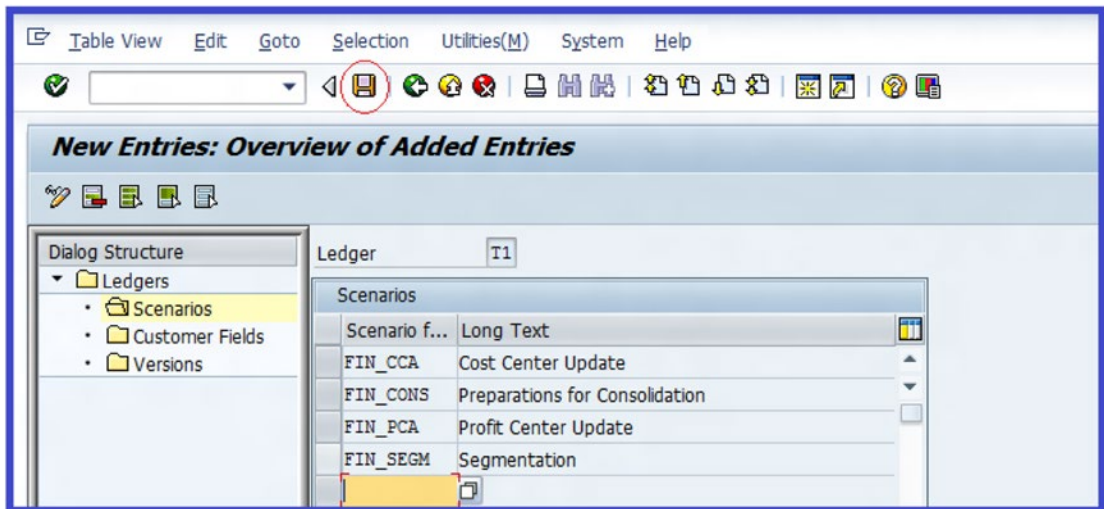 Table View Edit Goto Selection Utilities(M) System Help
New Entries: Overview of Added Entries
Dialog Structure
Ledgers
Scenarios
Customer Fields
Versions
Ledger T1
Scenarios
Scenario f... Long Text
FIN_CCA Cost Center Update
FIN_CONS Preparations for Consolidation
FIN_PCA Profit Center Update
FIN_SEGM Segmentation